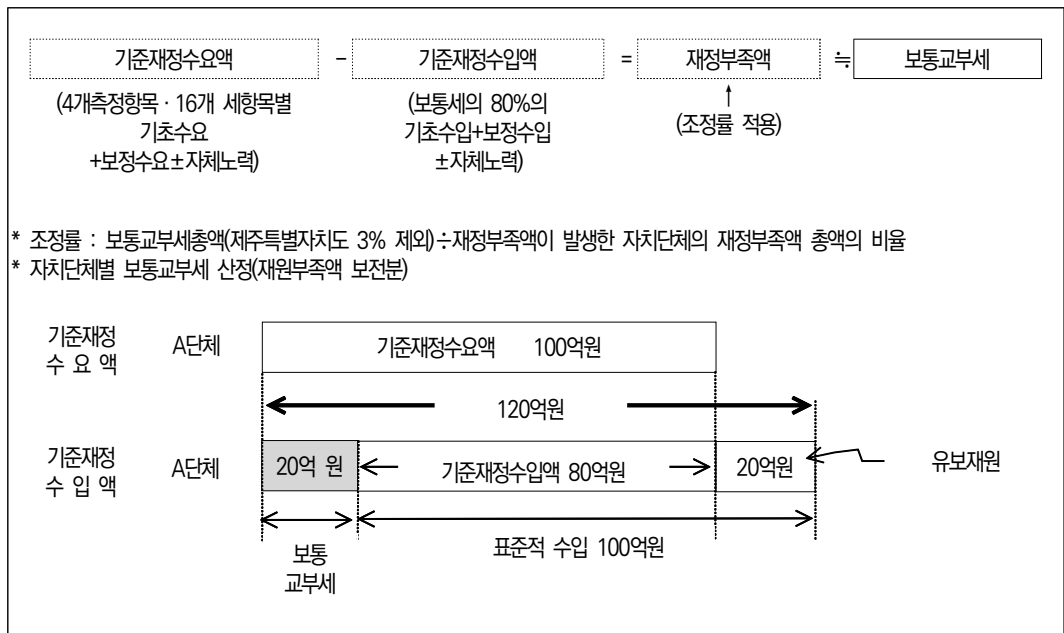 기준재정수요액 - 기준재정수입액 = 재정부족액 ≒ 보통교부세
(4개측정항목 · 16개 세항목별
기초수요
+보정수요±자체노력)
(보통세의 80%의
기초수입+보정수입
±자체노력)
(조정률 적용)
* 조정률 : 보통교부세총액(제주특별자치도 3% 제외)÷재정부족액이 발생한 자치단체의 재정부족액 총액의 비율
* 자치단체별 보통교부세 산정(재원부족액 보전분)
기준재정
수 요 액
A단체
기준재정수요액 100억원
120억원
기준재정
수 입 액
A단체
20억 원
기준재정수입액 80억원
20억원
유보재원
보통
교부세
표준적 수입 100억원